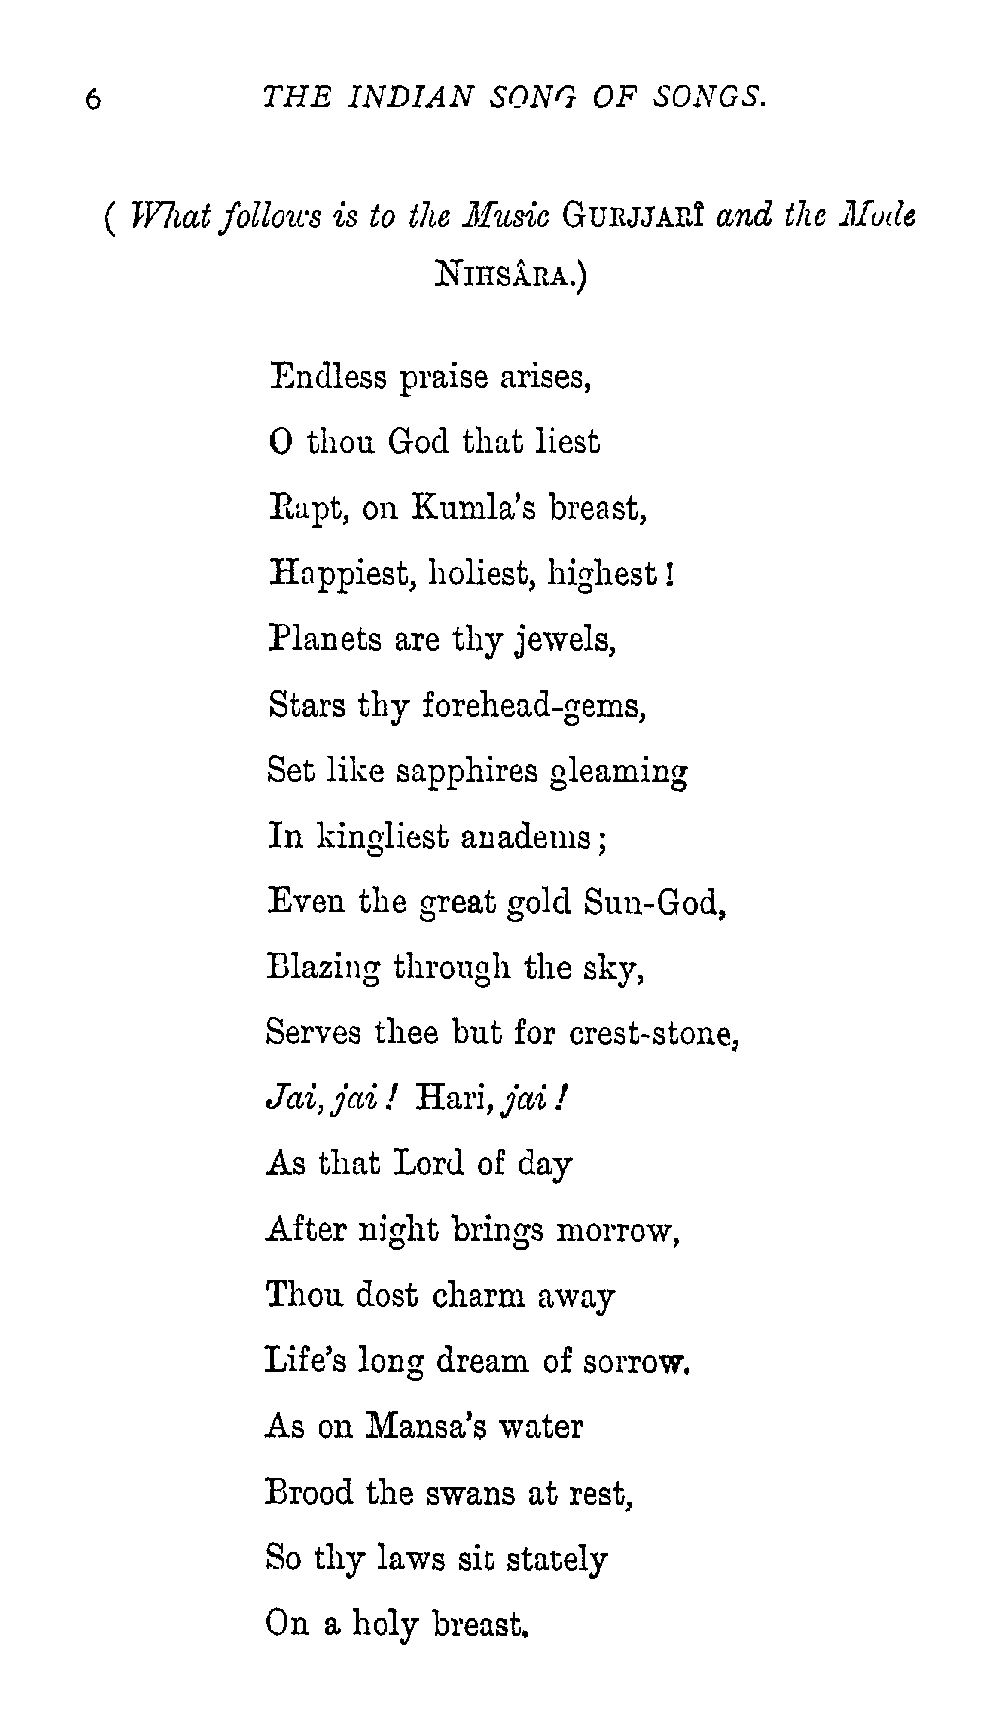 6 THE INDIAN SONG OF SONGS.
( What follows is to the Music GURJJARÎ and the Mode
NIHSÂRA.)
Endless praise arises,
O thou God that liest
Rapt, on Kumla's breast,
Happiest, holiest, highest!
Planets are thy jewels,
Stars thy forehead-gems,
Set like sapphires gleaming
In kingliest anadems;
Even the great gold Sun-God,
Blazing through the sky,
Serves thee but for crest-stone,
Jai, jai! Hari, jai!
As that Lord of day
After night brings morrow,
Thou dost charm away
Life's long dream of sorrow.
As on Mansa's water
Brood the swans at rest,
So thy laws sit stately
On a holy breast.